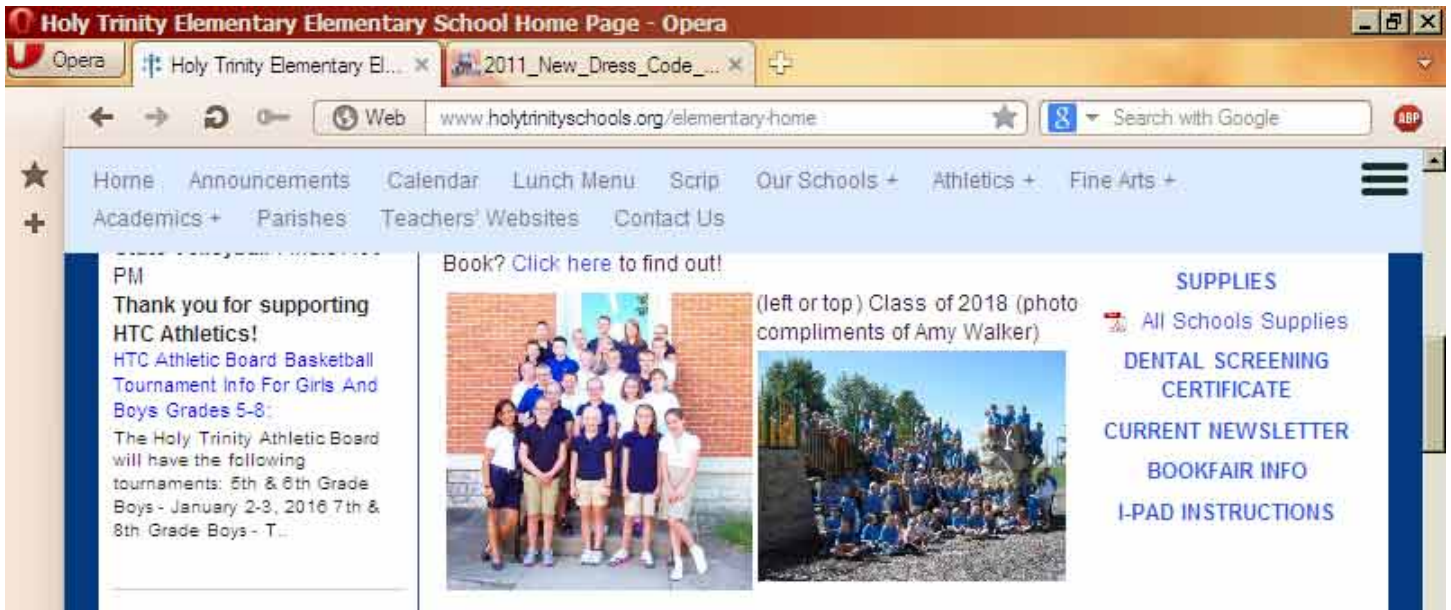 Holy Trinity Elementary Elementary School Home Page - Opera
Opera
Holy Trinity Elementary El...
2011_New_Dress_Code_...
Web
www.holytrinityschools.org/elementary-home
Search with Google
ABP
Home Announcements Calendar Lunch Menu Scrip Our Schools + Athletics + Fine Arts +
Academics + Parishes Teachers' Websites Contact Us
PM
Thank you for supporting
HTC Athletics!
HTC Athletic Board Basketball
Tournament Info For Girls And
Boys Grades 5-8:
The Holy Trinity Athletic Board
will have the following
tournaments: 5th & 6th Grade
Boys - January 2-3, 2016 7th &
8th Grade Boys - T...
Book? Click here to find out!
(left or top) Class of 2018 (photo
compliments of Amy Walker)
SUPPLIES
All Schools Supplies
DENTAL SCREENING
CERTIFICATE
CURRENT NEWSLETTER
BOOKFAIR INFO
I-PAD INSTRUCTIONS